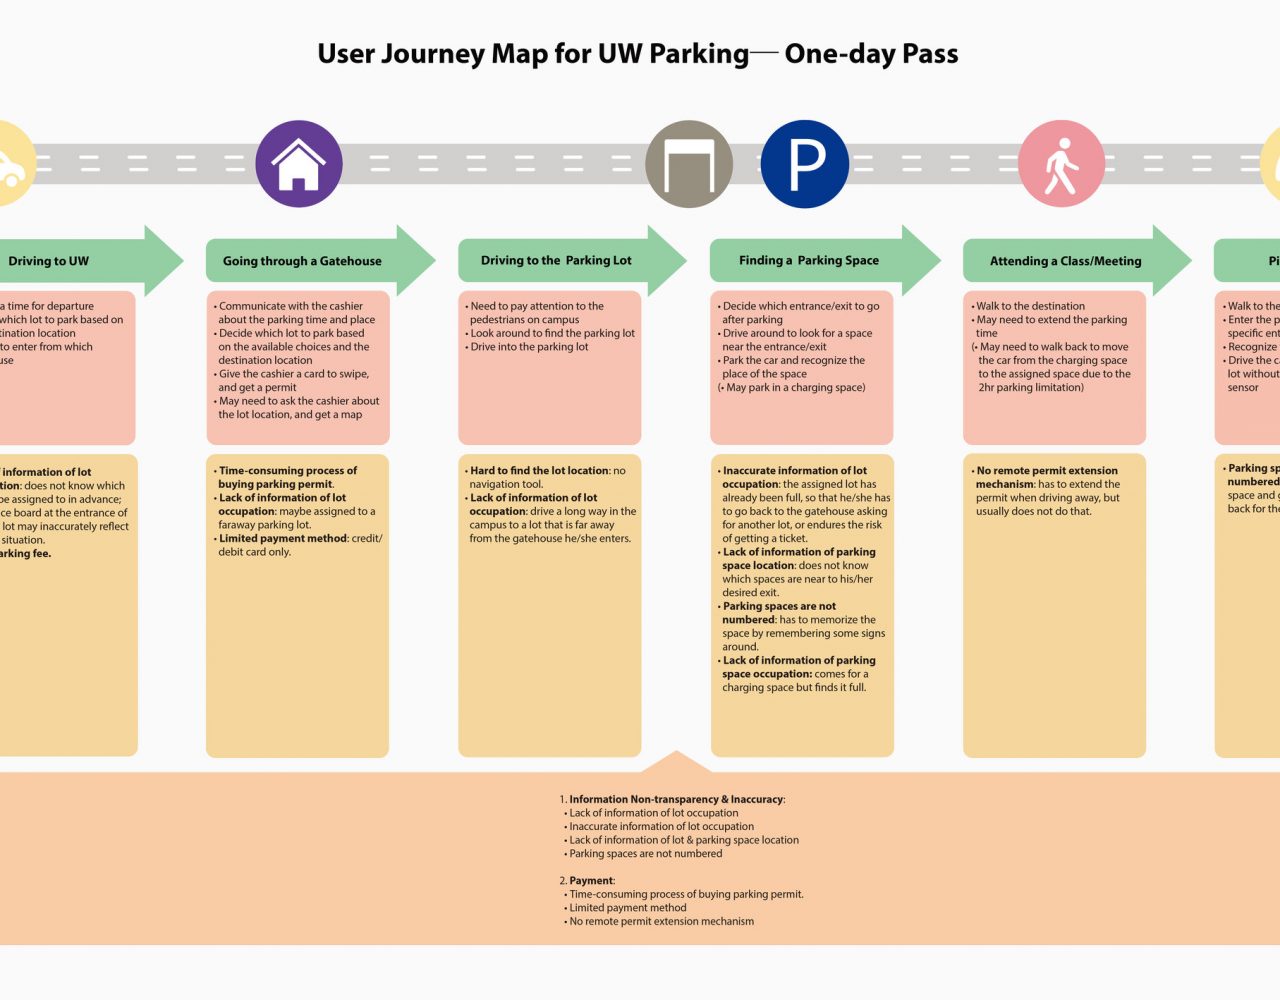 User Journey Map for UW Parking— One-day Pass
P
Driving to UW
a time for departure
which lot to park based on
tination location
to enter from which
use
information of lot
tion: does not know which
be assigned to in advance;
ce board at the entrance of
lot may inaccurately reflect
situation.
arking fee.
Going through a Gatehouse
• Communicate with the cashier
about the parking time and place
• Decide which lot to park based
on the available choices and the
destination location
• Give the cashier a card to swipe,
and get a permit
• May need to ask the cashier about
the lot location, and get a map
• Time-consuming process of
buying parking permit.
• Lack of information of lot
occupation: maybe assigned to a
faraway parking lot.
• Limited payment method: credit/
debit card only.
Driving to the Parking Lot
• Need to pay attention to the
pedestrians on campus
• Look around to find the parking lot
• Drive into the parking lot
• Hard to find the lot location: no
navigation tool.
• Lack of information of lot
occupation: drive a long way in the
campus to a lot that is far away
from the gatehouse he/she enters.
Finding a Parking Space
• Decide which entrance/exit to go
after parking
• Drive around to look for a space
near the entrance/exit
• Park the car and recognize the
place of the space
(• May park in a charging space)
• Inaccurate information of lot
occupation: the assigned lot has
already been full, so that he/she has
to go back to the gatehouse asking
for another lot, or endures the risk
of getting a ticket.
• Lack of information of parking
space location: does not know
which spaces are near to his/her
desired exit.
• Parking spaces are not
numbered: has to memorize the
space by remembering some signs
around.
• Lack of information of parking
space occupation: comes for a
charging space but finds it full.
Attending a Class/Meeting
• Walk to the destination
• May need to extend the parking
time
(• May need to walk back to move
the car from the charging space
to the assigned space due to the
2hr parking limitation)
• No remote permit extension
mechanism: has to extend the
permit when driving away, but
usually does not do that.
Pi
• Walk to the
• Enter the p
specific ent
• Recognize
• Drive the ca
lot without
sensor
• Parking sp
numbered
space and g
back for the
1. Information Non-transparency & Inaccuracy:
• Lack of information of lot occupation
• Inaccurate information of lot occupation
• Lack of information of lot & parking space location
• Parking spaces are not numbered
2. Payment:
• Time-consuming process of buying parking permit.
• Limited payment method
• No remote permit extension mechanism